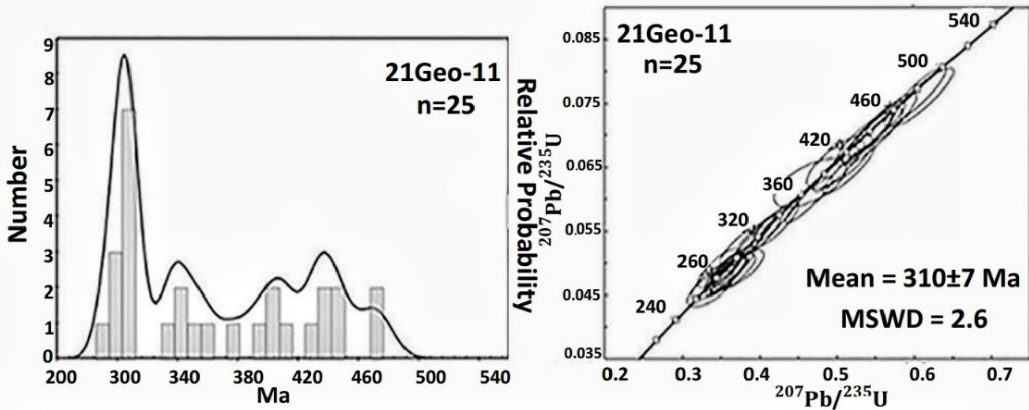 9
8
7
6
5
4
3
2
1
0
Number
21Geo-11
n=25
Relative Probability
200 300 340 380 420 460 500 540
Ma
0.085
0.075
0.065
0.055
0.045
0.035
²⁰⁷Pb/²³⁵U
21Geo-11
n=25
540
500
460
420
360
320
260
240
Mean = 310±7 Ma
MSWD = 2.6
0.2 0.3 0.4 0.5 0.6 0.7
²⁰⁷Pb/²³⁵U